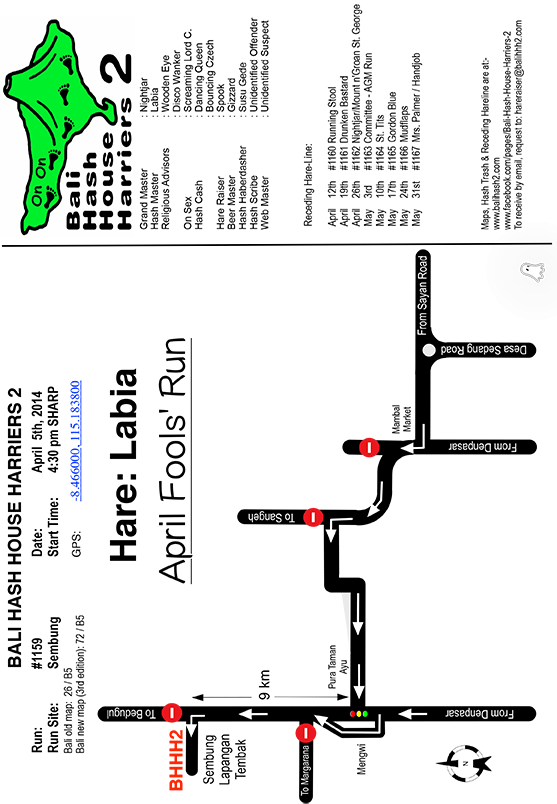 BALI HASH HOUSE HARRIERS 2
Run: #1159
Date: April 5th, 2014
Run Site: Sembung
Start Time: 4:30 pm SHARP
Bali old map: 26 / B5
Bali new map (3rd edition): 72 / B5
GPS: -8.466000, 115.183800
Hare: Labia
April Fools' Run
To Bedugul
BHHH2
Sembung
Lapangan
Tembak
9 km
To Margarana
Mengwi
Pura Taman
Ayu
From Denpasar
N
To Sangeh
Mambal
Market
From Denpasar
From Sayan Road
Desa Sedang Road
On On
Bali
Hash
House
Harriers 2
Grand Master : Nightjar
Hash Master : Labia
Religious Advisors : Wooden Eye
: Disco Wanker
On Sex : Screaming Lord C.
Hash Cash : Dancing Queen
: Bouncing Czech
Hare Raiser : Spook
Beer Master : Gizzard
Hash Haberdasher : Susu Gede
Hash Scribe : Unidentified Offender
Web Master : Unidentified Suspect
Receding Hare-Line:
April 12th #1160 Running Stool
April 19th #1161 Drunken Bastard
April 26th #1162 Nightjar/Mount n'Groan St. George
May 3rd #1163 Committee - AGM Run
May 10th #1164 St. Tits
May 17th #1165 Gordon Blue
May 24th #1166 Mudflaps
May 31st #1167 Mrs. Palmer / Handjob
Maps, Hash Trash & Receding Hareline are at:-
www.balihash2.com
www.facebook.com/pages/Bali-Hash-House-Harriers-2
To receive by email, request to: hareraiser@balihhh2.com